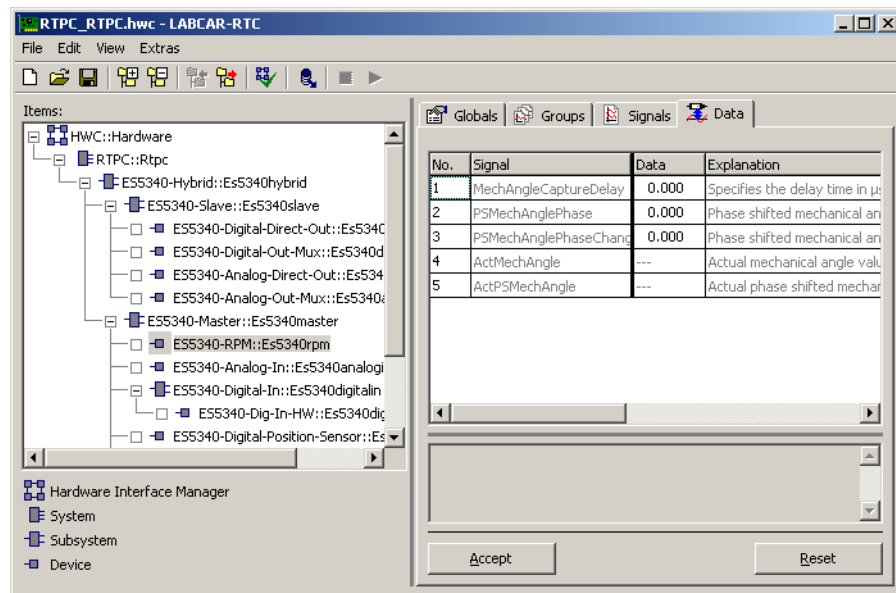 RTPC_RTPC.hwc - LABCAR-RTC
File Edit View Extras
Items:
HWC::Hardware
RTPC::Rtpc
ES5340-Hybrid::Es5340hybrid
ES5340-Slave::Es5340slave
ES5340-Digital-Direct-Out::Es534C
ES5340-Digital-Out-Mux::Es5340d
ES5340-Analog-Direct-Out::Es534
ES5340-Analog-Out-Mux::Es5340a
ES5340-Master::Es5340master
ES5340-RPM::Es5340rpm
ES5340-Analog-In::Es5340analogi
ES5340-Digital-In::Es5340digitalin
ES5340-Dig-In-HW::Es5340dig
ES5340-Digital-Position-Sensor::Es
Hardware Interface Manager
System
Subsystem
Device
Globals Groups Signals Data
No. Signal Data Explanation
1 MechAngleCaptureDelay 0.000 Specifies the delay time in µs
2 PSMechAnglePhase 0.000 Phase shifted mechanical an
3 PSMechAnglePhaseChang 0.000 Phase shifted mechanical an
4 ActMechAngle --- Actual mechanical angle valu
5 ActPSMechAngle --- Actual phase shifted mechar
Accept Reset